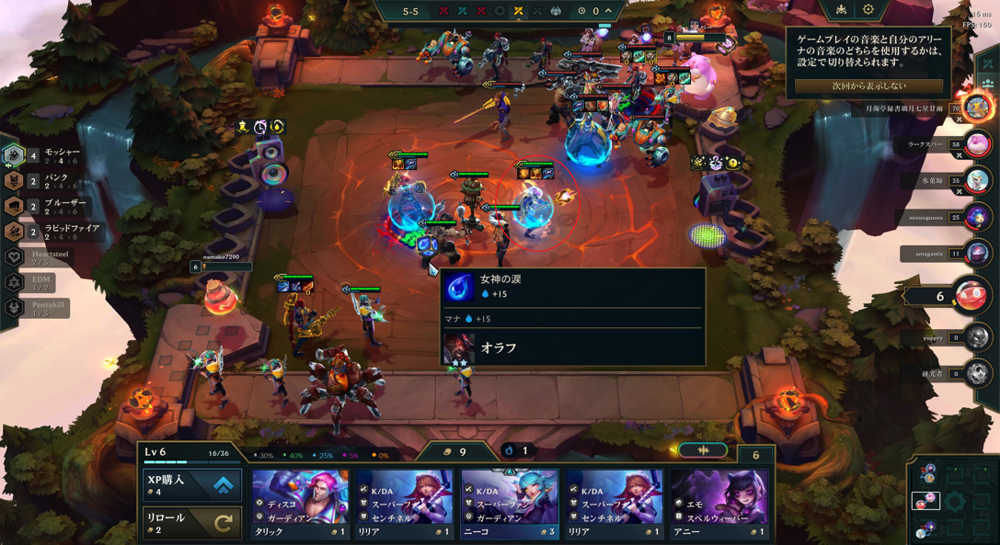 5-5
0
16 ms
FPS: 160
ゲームプレイの音楽と自分のアリー
ナの音楽のどちらを使用するかは、
設定で切り替えられます。
次回から表示しない
月海亭秘書璃月七星甘雨 70
ラークスパー 58
氷菓師 35
suuuuguuuu 25
amagamix 11
6
yuppry 0
研究者 0
4 モッシャー
2 › 4 › 6
2 パンク
2 › 4 › 6
2 ブルーザー
2 › 4 › 6
2 ラピッドファイア
2 › 4 › 6
Heartsteel
2 / 3
EDM
1 / 2
Pentakill
1 / 3
namako7290
6
女神の涙
+15
マナ +15
オラフ
Lv 6 16/36
30% 40% 25% 5% 0%
9
1
6
XP購入
4
リロール
2
ディスコ
ガーディアン
タリック 1
K/DA
スーパーファ
センチネル
リリア 1
K/DA
スーパーファン
ガーディアン
ニーコ 3
K/DA
スーパーファ
センチネル
リリア 1
エモ
スペルウィーバー
アニー 1